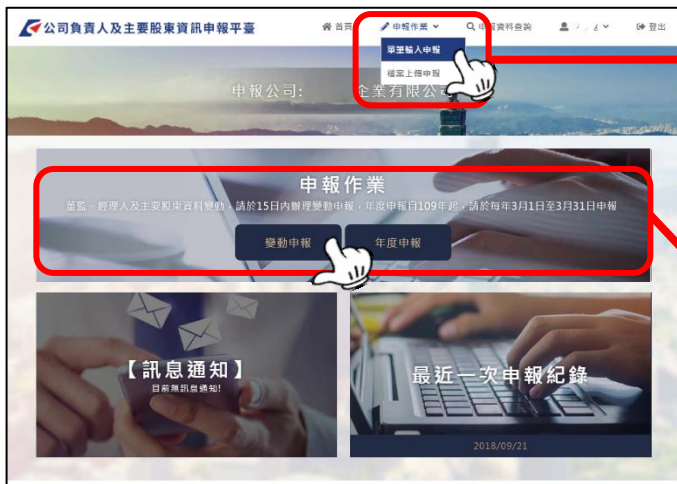 公司負責人及主要股東資訊申報平臺
首頁
申報作業
申報資料查詢
登出
單筆輸入申報
檔案上傳申報
申報公司:
企業有限公司
申報作業
董監、經理人及主要股東資料變動，請於15日內辦理變動申報，年度申報自109年起，請於每年3月1日至3月31日申報
變動申報
年度申報
【訊息通知】
目前無訊息通知!
最近一次申報紀錄
2018/09/21